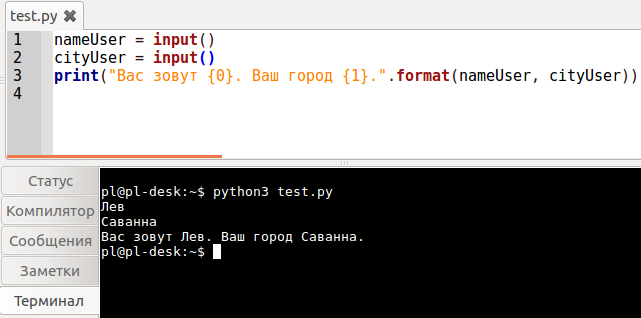 test.py
1 nameUser = input()
2 cityUser = input()
3 print("Вас зовут {0}. Ваш город {1}.".format(nameUser, cityUser))
4
Статус
Компилятор
Сообщения
Заметки
Терминал
pl@pl-desk:~$ python3 test.py
Лев
Саванна
Вас зовут Лев. Ваш город Саванна.
pl@pl-desk:~$